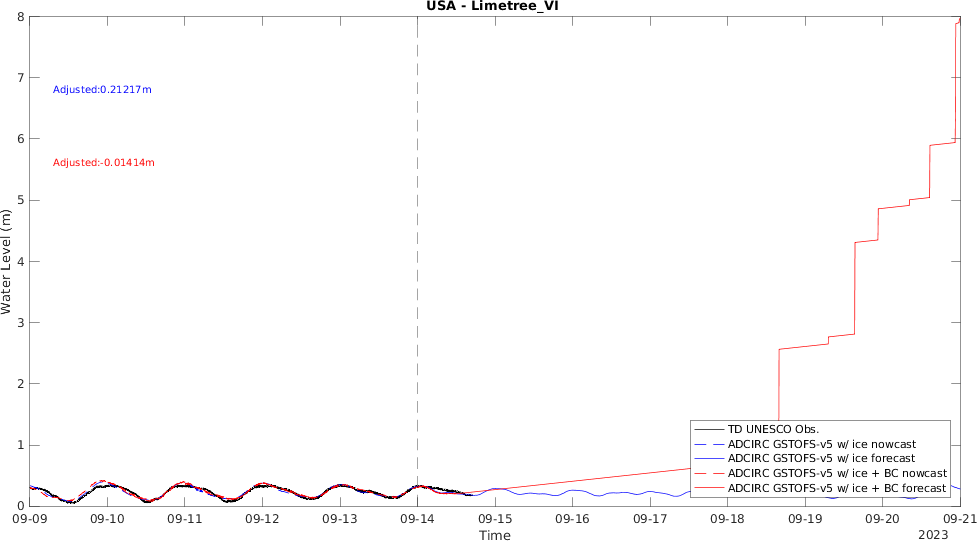 USA - Limetree_VI
8
7
6
5
4
3
2
1
0
Water Level (m)
Adjusted:0.21217m
Adjusted:-0.01414m
TD UNESCO Obs.
ADCIRC GSTOFS-v5 w/ ice nowcast
ADCIRC GSTOFS-v5 w/ ice forecast
ADCIRC GSTOFS-v5 w/ ice + BC nowcast
ADCIRC GSTOFS-v5 w/ ice + BC forecast
09-09 09-10 09-11 09-12 09-13 09-14 09-15 09-16 09-17 09-18 09-19 09-20 09-21
Time
2023